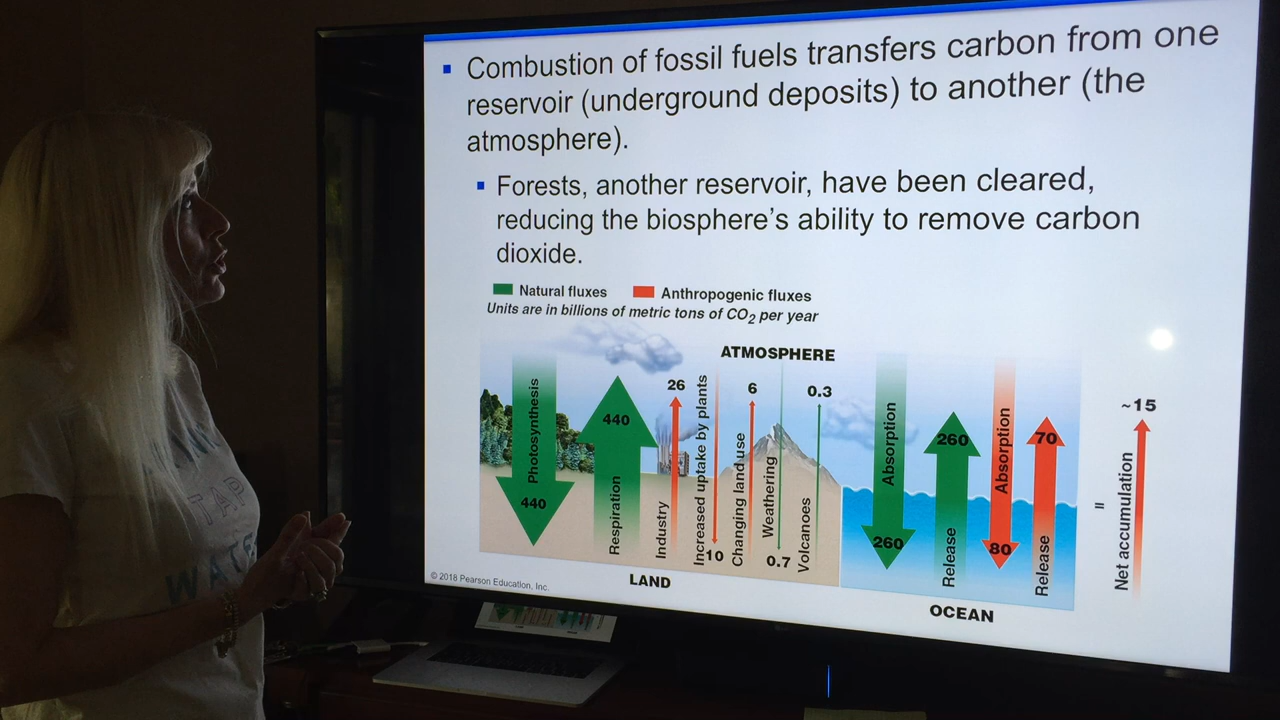 ▪ Combustion of fossil fuels transfers carbon from one
reservoir (underground deposits) to another (the
atmosphere).
▪ Forests, another reservoir, have been cleared,
reducing the biosphere’s ability to remove carbon
dioxide.
Natural fluxes Anthropogenic fluxes
Units are in billions of metric tons of CO2 per year
ATMOSPHERE
Photosynthesis
440
440
Respiration
26
Industry
Increased uptake by plants
10
6
Changing land use
Weathering
0.7
0.3
Volcanoes
Absorption
260
260
Release
Absorption
80
70
Release
=
~15
Net accumulation
LAND
OCEAN
© 2018 Pearson Education, Inc.
TAP